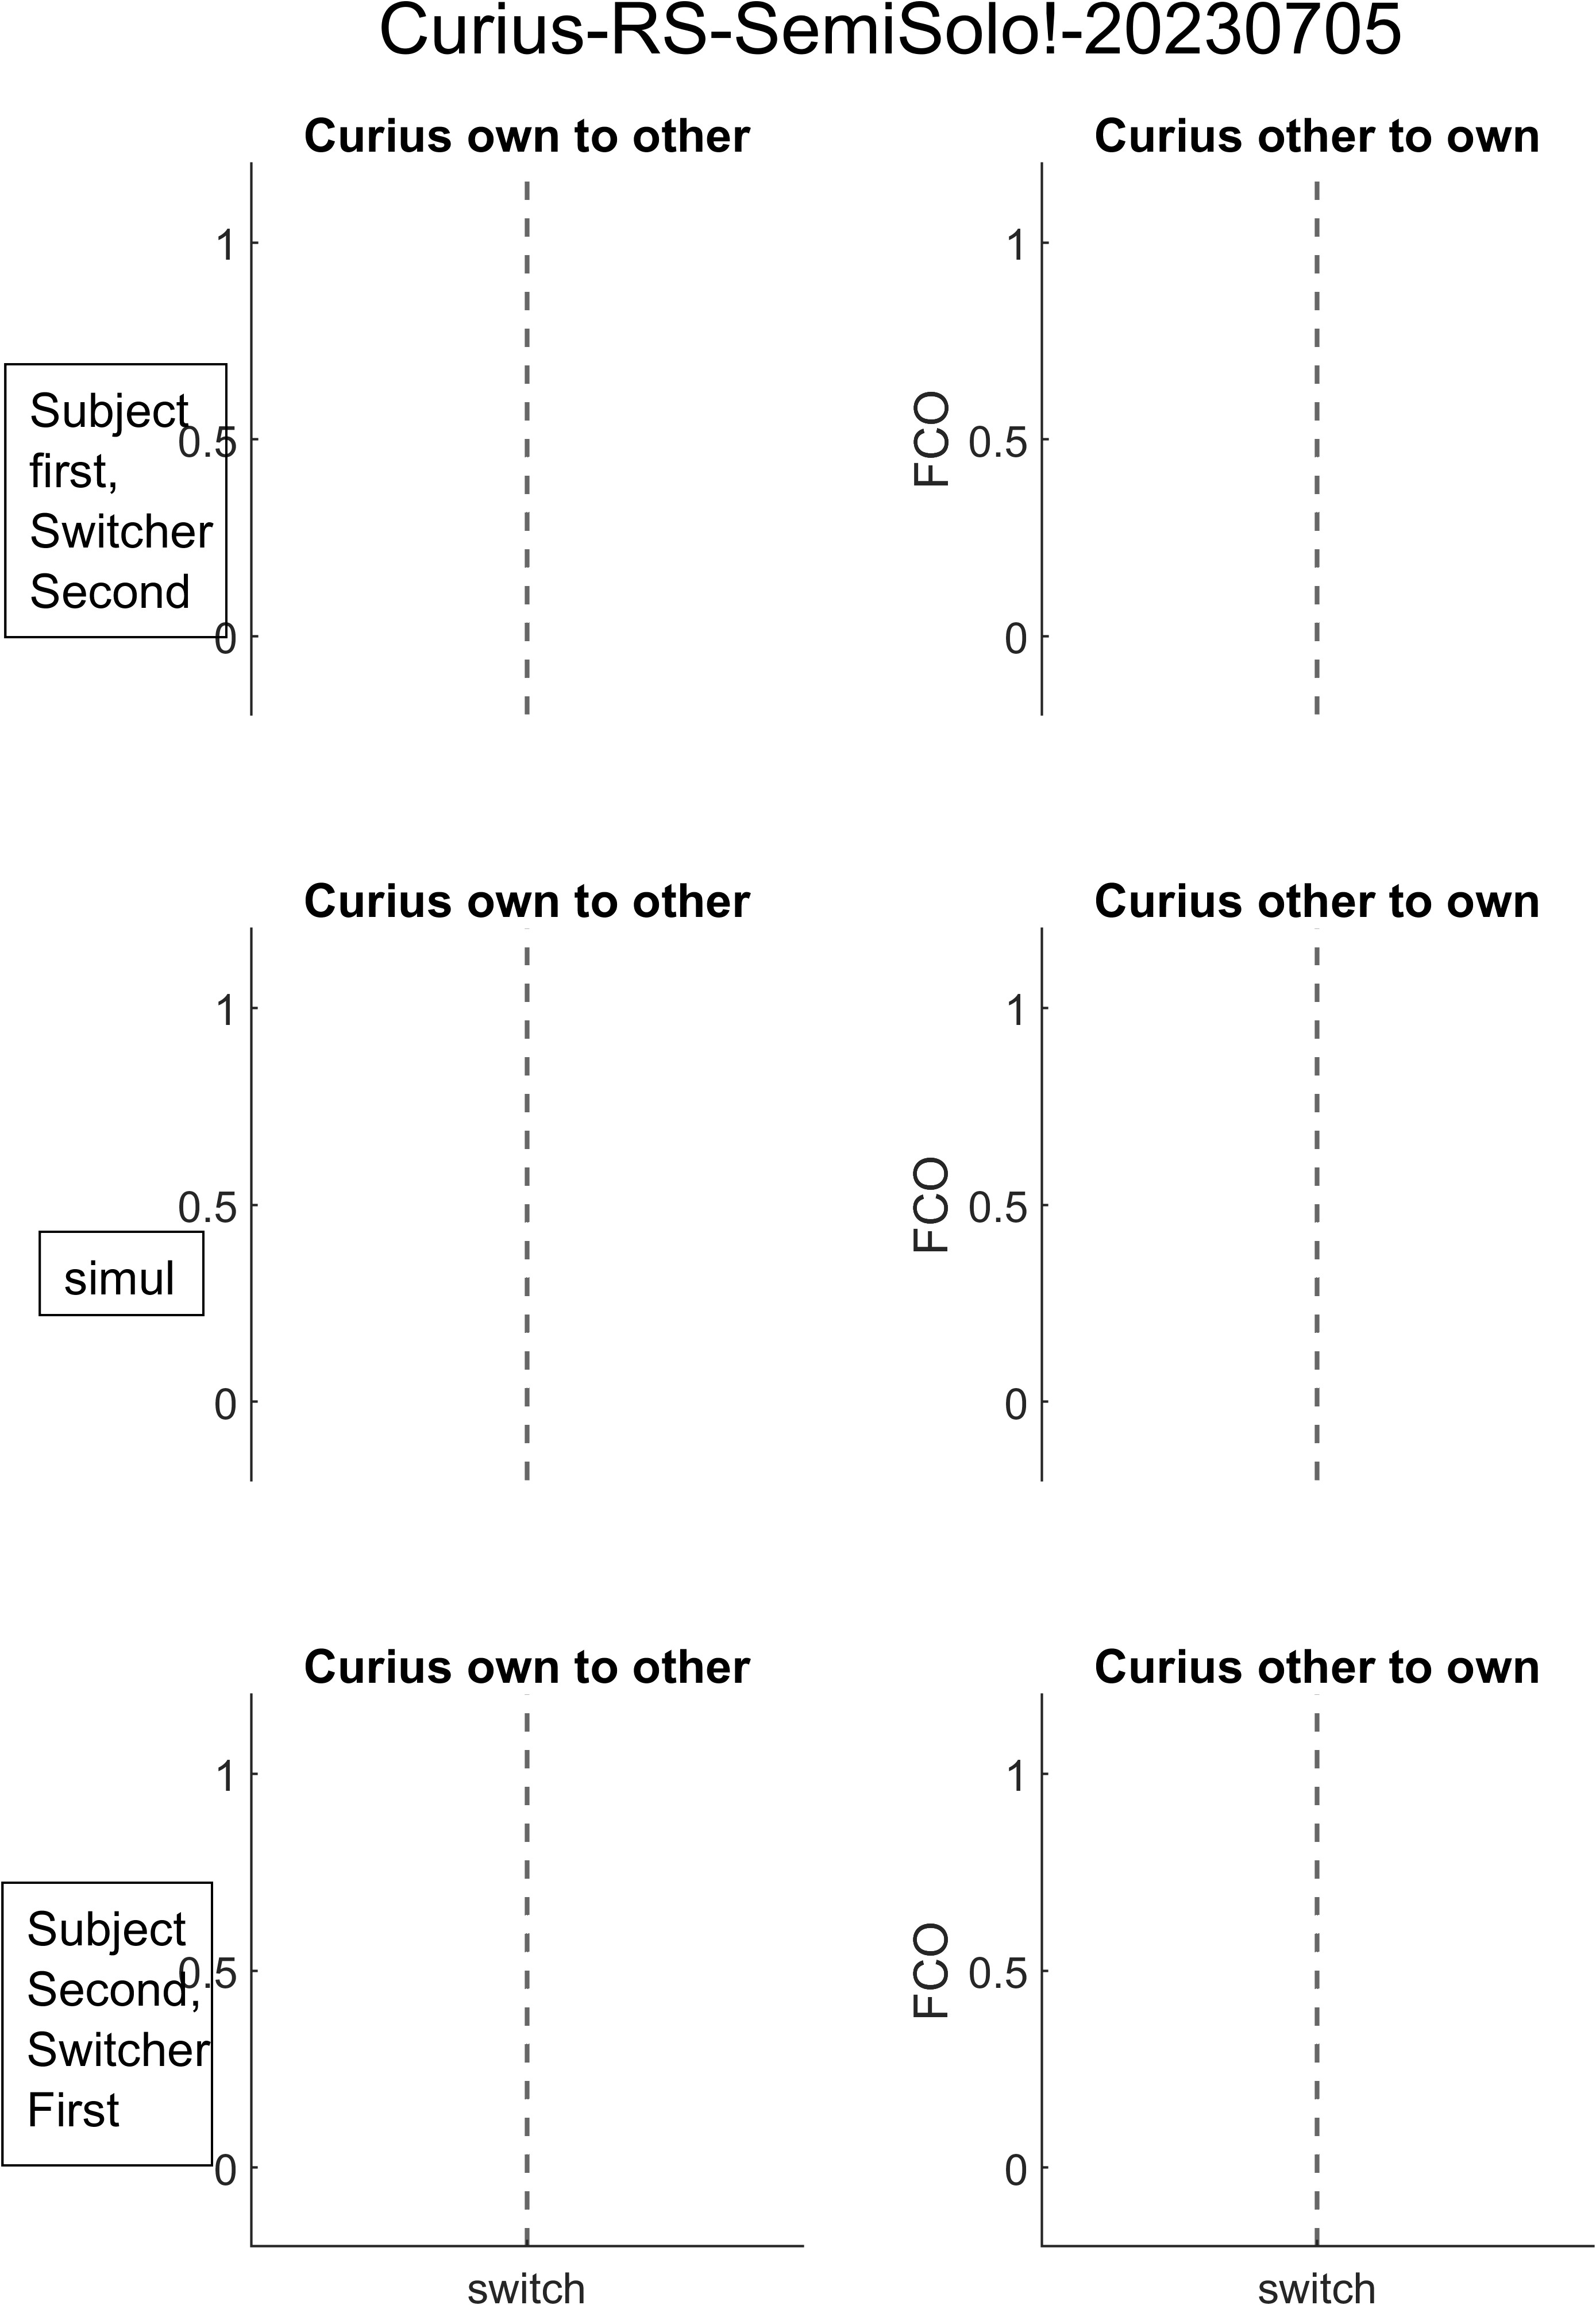 Curius-RS-SemiSolo!-20230705
Curius own to other
Curius other to own
1
0.5
0
Subject
first,
Switcher
Second
FCO
1
0.5
0
Curius own to other
Curius other to own
1
0.5
0
simul
FCO
1
0.5
0
Curius own to other
Curius other to own
1
0.5
0
Subject
Second,
Switcher
First
switch
FCO
1
0.5
0
switch